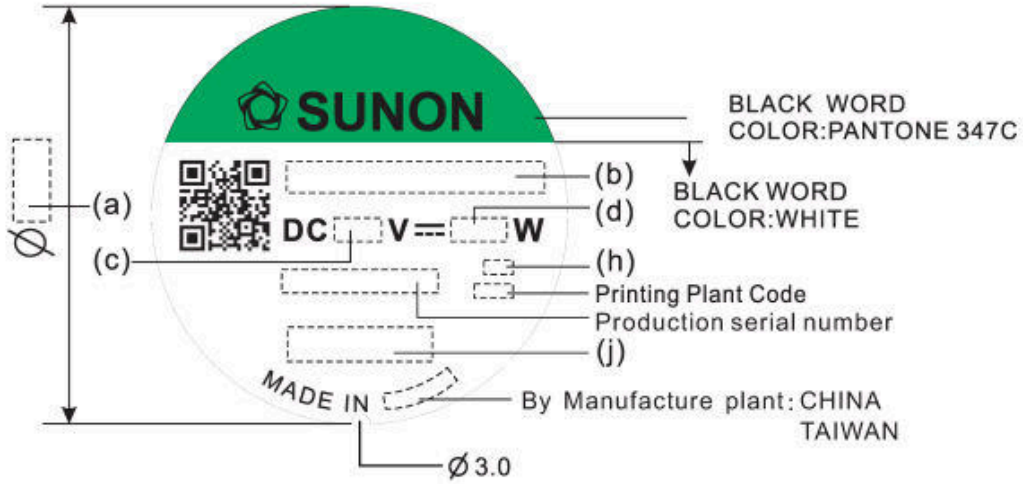 SUNON
BLACK WORD
COLOR:PANTONE 347C
BLACK WORD
COLOR:WHITE
(a)
(b)
DC V W
(d)
(c)
(h)
Printing Plant Code
Production serial number
(j)
MADE IN
By Manufacture plant: CHINA
TAIWAN
Ø
Ø 3.0